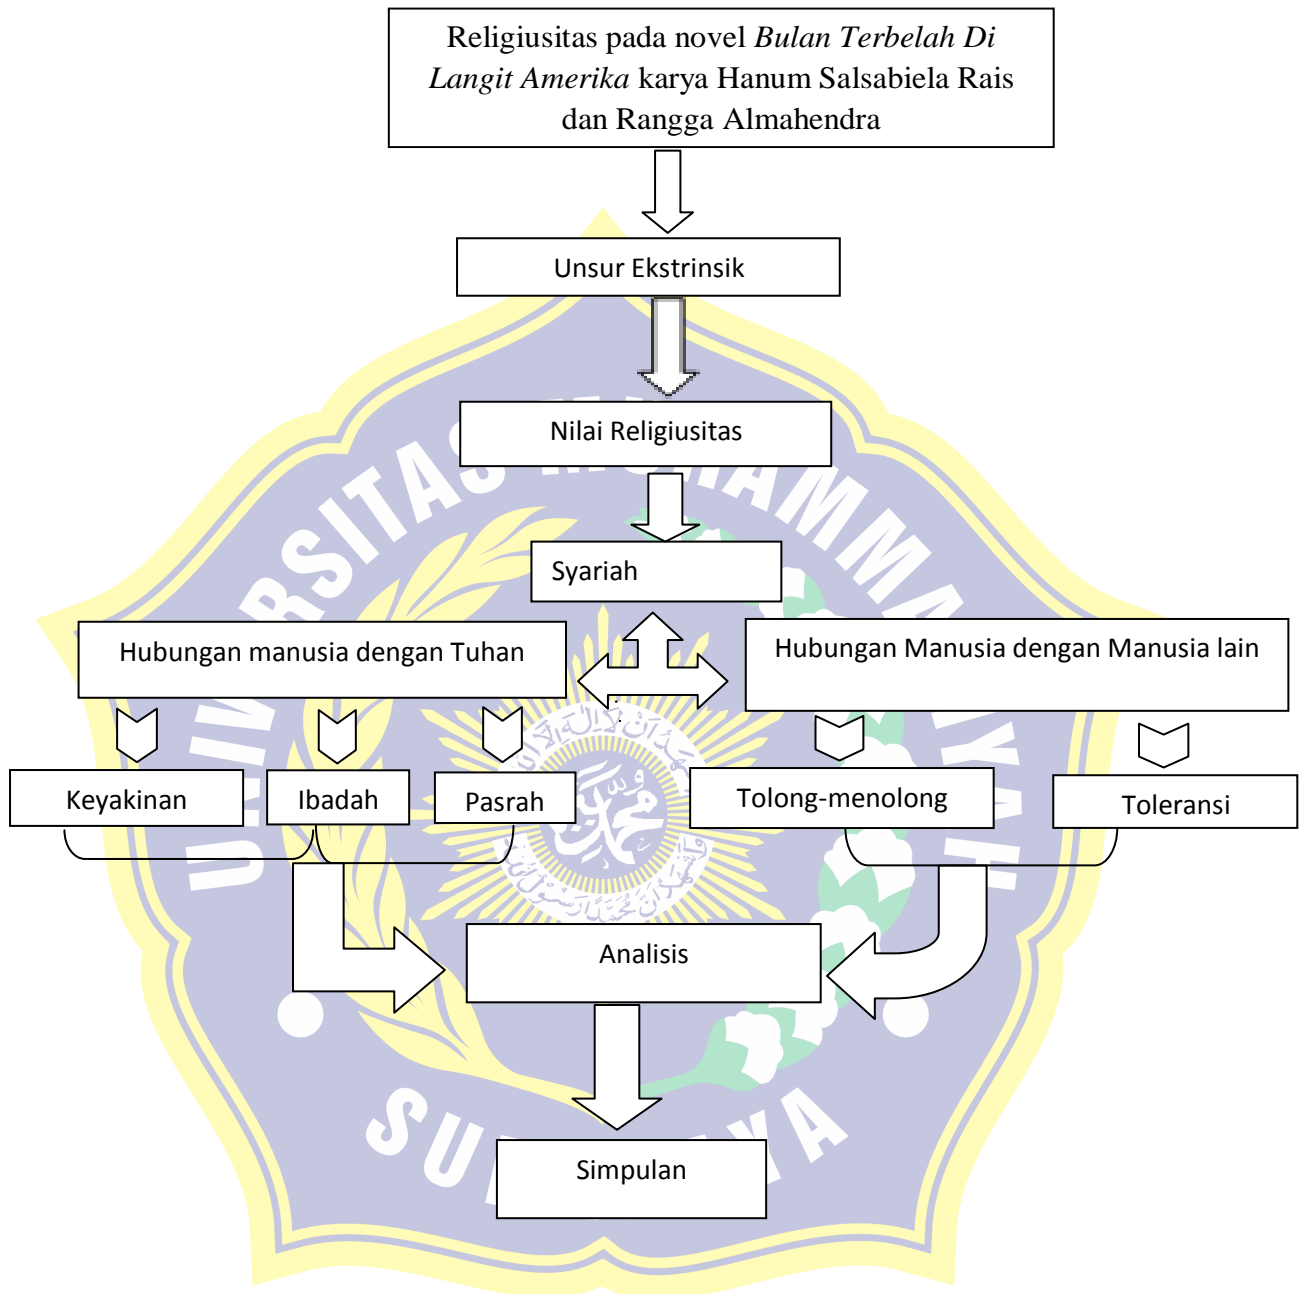 Religiusitas pada novel Bulan Terbelah Di
Langit Amerika karya Hanum Salsabiela Rais
dan Rangga Almahendra
Unsur Ekstrinsik
Nilai Religiusitas
Syariah
Hubungan manusia dengan Tuhan
Hubungan Manusia dengan Manusia lain
Keyakinan
Ibadah
Pasrah
Tolong-menolong
Toleransi
Analisis
Simpulan